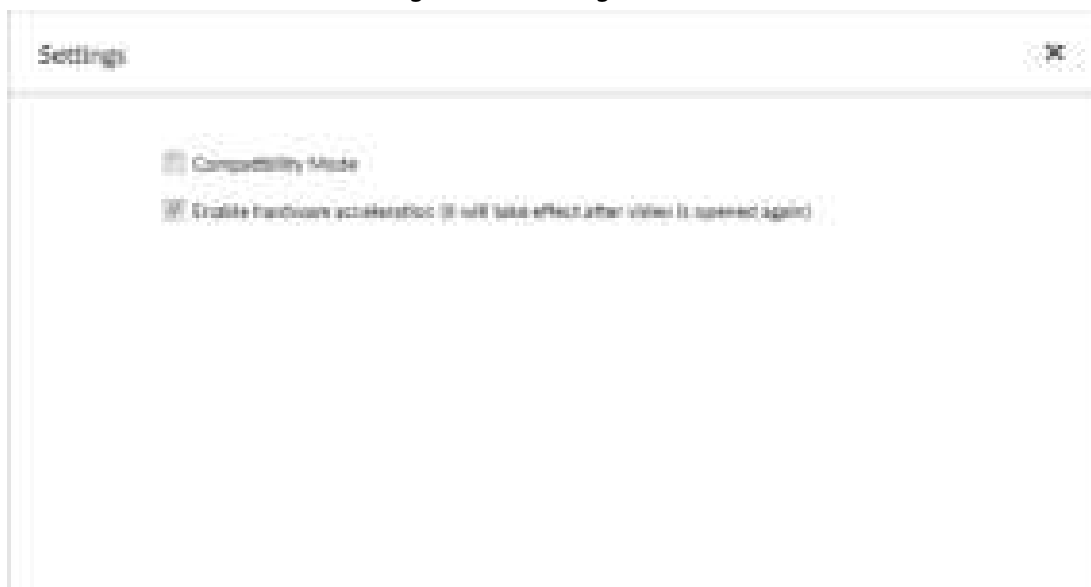 Settings
Compatibility Mode
Enable hardware acceleration (it will take effect after video is opened again)